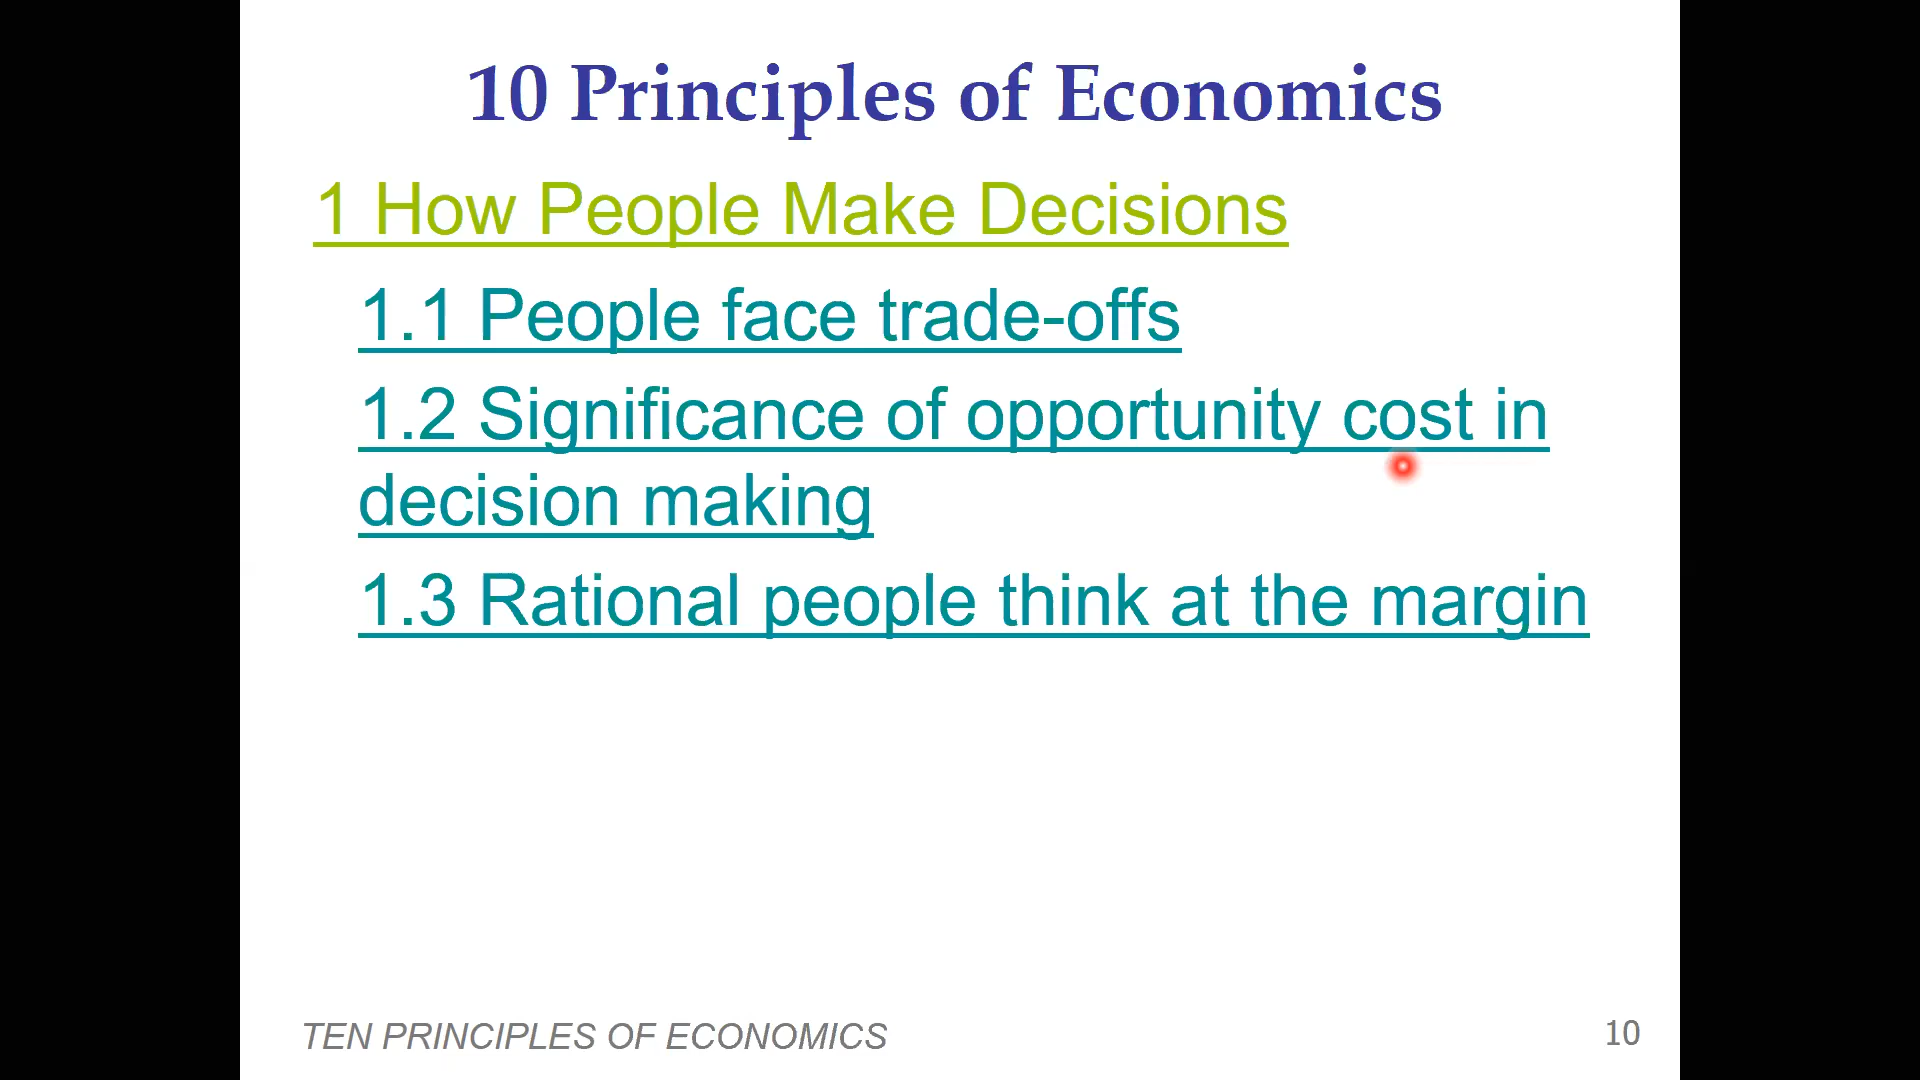 10 Principles of Economics
1 How People Make Decisions
1.1 People face trade-offs
1.2 Significance of opportunity cost in
decision making
1.3 Rational people think at the margin
TEN PRINCIPLES OF ECONOMICS
10